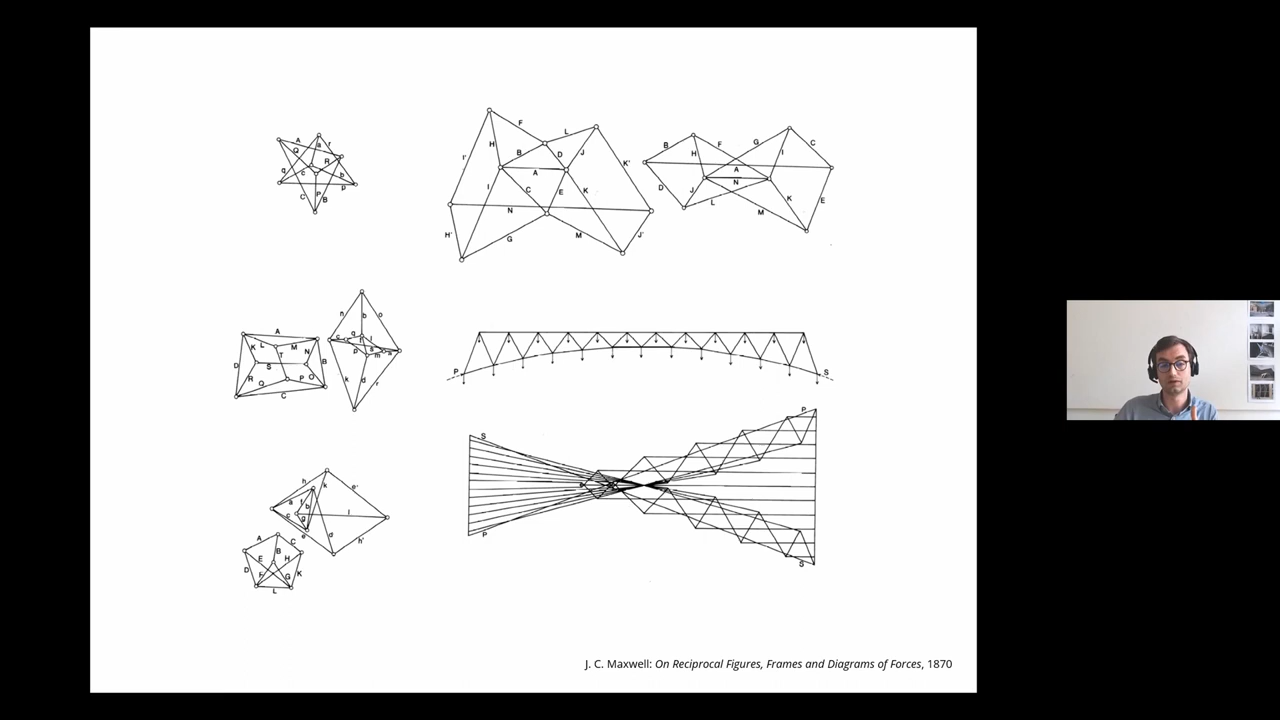 A
Q
a
r
R
q
c
b
P
p
C
B
F
L
H
B
D
J
I'
K'
A
I
C
E
K
N
H'
G
M
J'
B
H
F
G
I
C
A
N
D
J
L
K
E
M
A
K
L
M
T
N
B
D
S
R
Q
P
O
C
n
b
o
c
q
p
s
m
k
d
r
P
S
h
k
e'
a
f
b
c
g
l
e
d
h'
A
B
C
E
H
D
F
G
K
L
S
P
P
S
J. C. Maxwell: On Reciprocal Figures, Frames and Diagrams of Forces, 1870